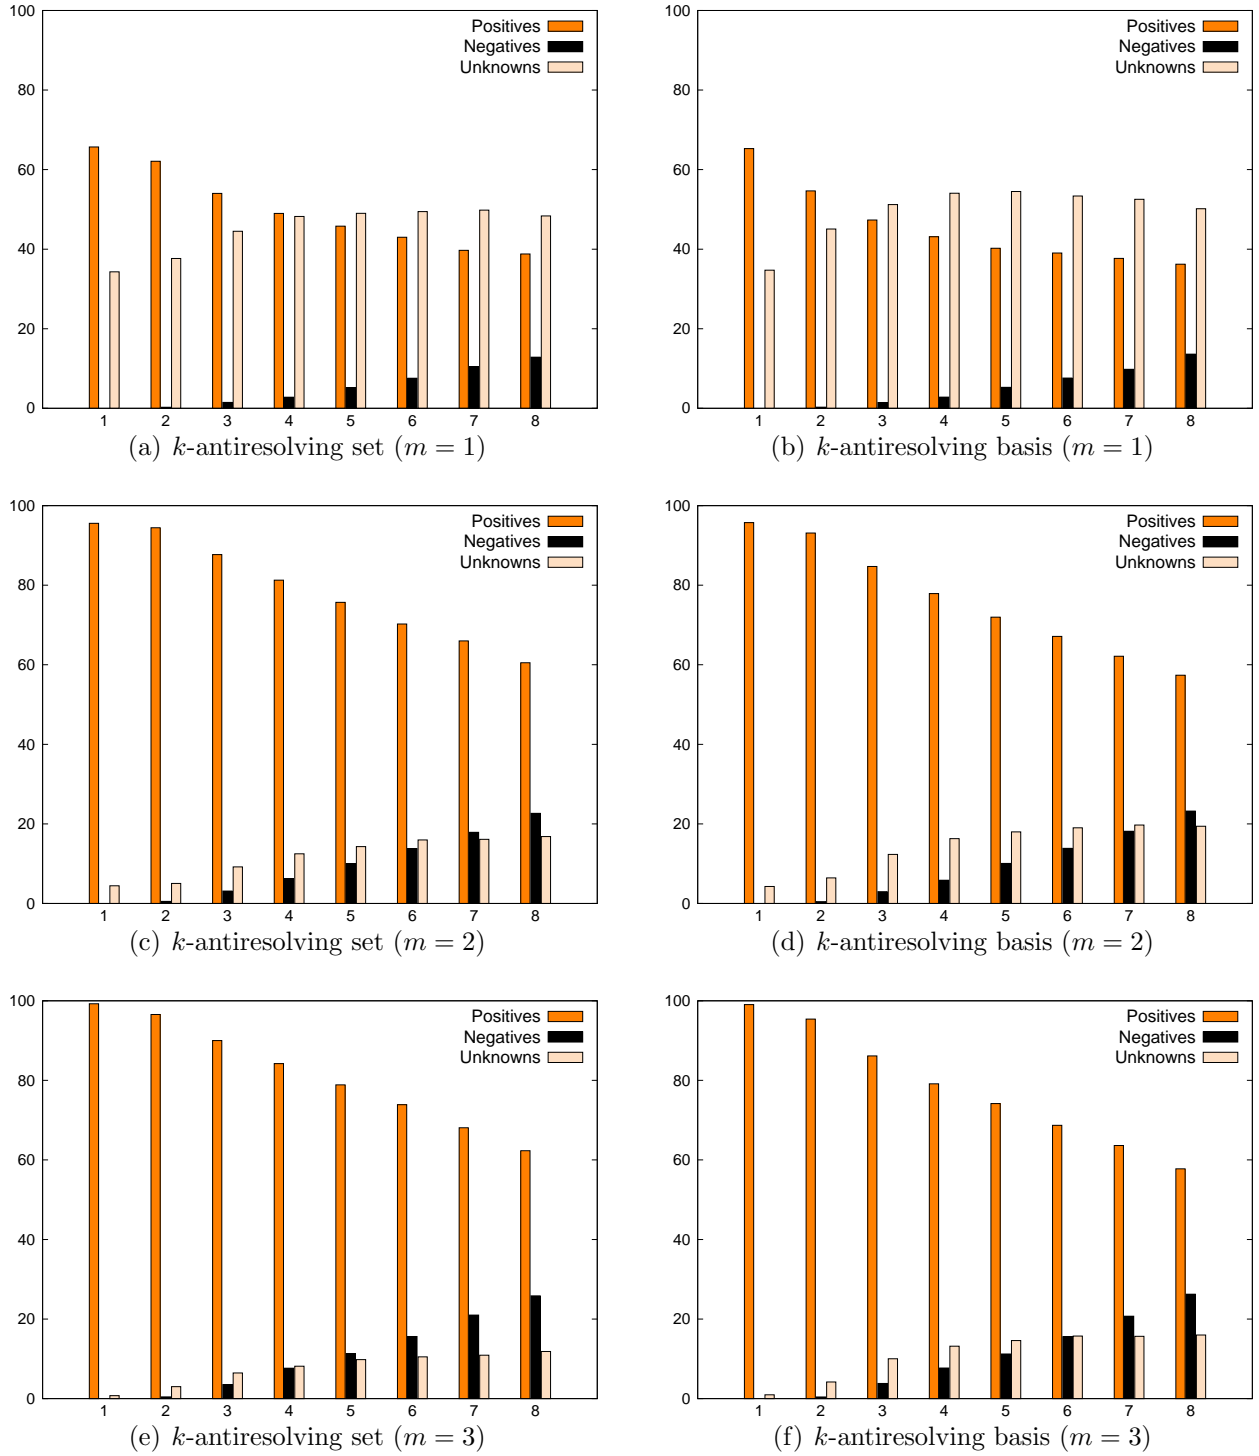 100
80
60
40
20
0
Positives
Negatives
Unknowns
1 2 3 4 5 6 7 8
(a) k-antiresolving set (m = 1)
100
80
60
40
20
0
Positives
Negatives
Unknowns
1 2 3 4 5 6 7 8
(b) k-antiresolving basis (m = 1)
100
80
60
40
20
0
Positives
Negatives
Unknowns
1 2 3 4 5 6 7 8
(c) k-antiresolving set (m = 2)
100
80
60
40
20
0
Positives
Negatives
Unknowns
1 2 3 4 5 6 7 8
(d) k-antiresolving basis (m = 2)
100
80
60
40
20
0
Positives
Negatives
Unknowns
1 2 3 4 5 6 7 8
(e) k-antiresolving set (m = 3)
100
80
60
40
20
0
Positives
Negatives
Unknowns
1 2 3 4 5 6 7 8
(f) k-antiresolving basis (m = 3)